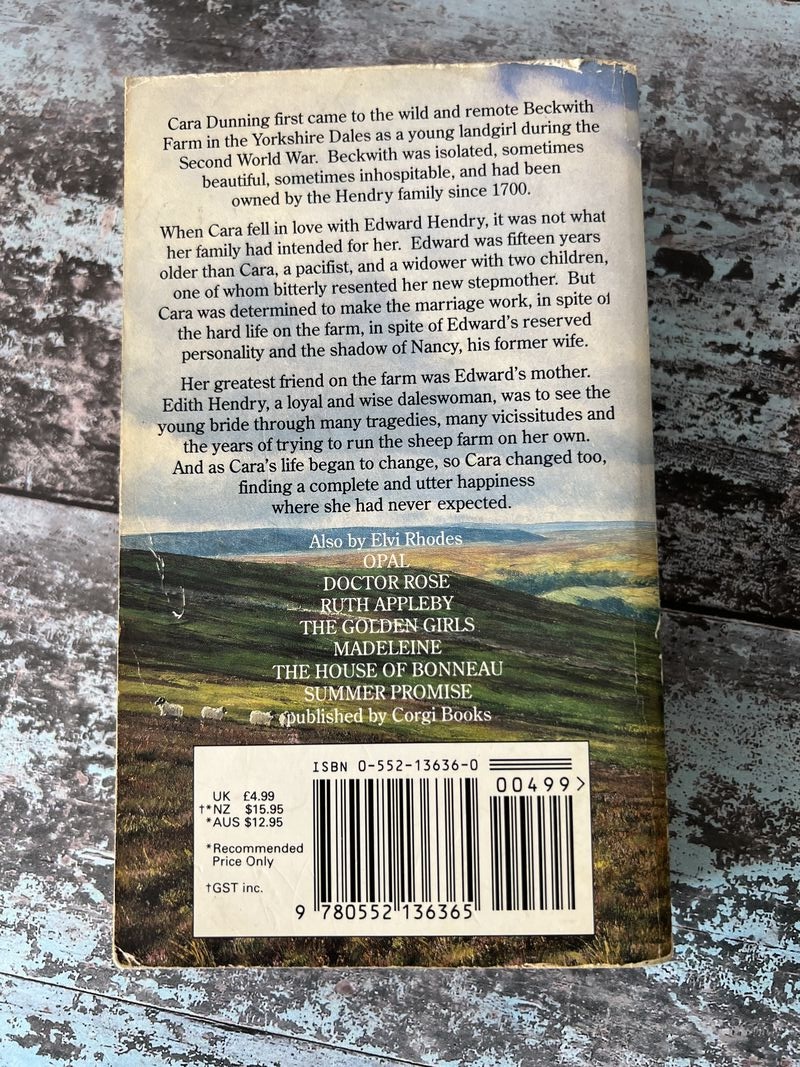 Cara Dunning first came to the wild and remote Beckwith
Farm in the Yorkshire Dales as a young landgirl during the
Second World War. Beckwith was isolated, sometimes
beautiful, sometimes inhospitable, and had been
owned by the Hendry family since 1700.
When Cara fell in love with Edward Hendry, it was not what
her family had intended for her. Edward was fifteen years
older than Cara, a pacifist, and a widower with two children,
one of whom bitterly resented her new stepmother. But
Cara was determined to make the marriage work, in spite of
the hard life on the farm, in spite of Edward's reserved
personality and the shadow of Nancy, his former wife.
Her greatest friend on the farm was Edward's mother.
Edith Hendry, a loyal and wise daleswoman, was to see the
young bride through many tragedies, many vicissitudes and
the years of trying to run the sheep farm on her own.
And as Cara's life began to change, so Cara changed too,
finding a complete and utter happiness
where she had never expected.
Also by Elvi Rhodes
OPAL
DOCTOR ROSE
RUTH APPLEBY
THE GOLDEN GIRLS
MADELEINE
THE HOUSE OF BONNEAU
SUMMER PROMISE
published by Corgi Books
ISBN 0-552-13636-0
00499>
UK £4.99
†*NZ $15.95
*AUS $12.95
*Recommended
Price Only
†GST inc.
9 780552 136365